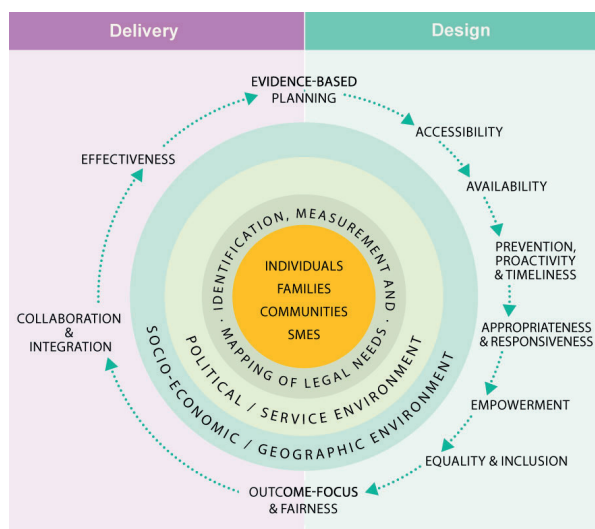 Delivery
Design
EVIDENCE-BASED
PLANNING
ACCESSIBILITY
AVAILABILITY
PREVENTION,
PROACTIVITY
& TIMELINESS
APPROPRIATENESS
& RESPONSIVENESS
EMPOWERMENT
EQUALITY & INCLUSION
OUTCOME-FOCUS
& FAIRNESS
COLLABORATION
&
INTEGRATION
EFFECTIVENESS
· IDENTIFICATION, MEASUREMENT AND ·
MAPPING OF LEGAL NEEDS
INDIVIDUALS
FAMILIES
COMMUNITIES
SMES
POLITICAL / SERVICE ENVIRONMENT
SOCIO-ECONOMIC / GEOGRAPHIC ENVIRONMENT